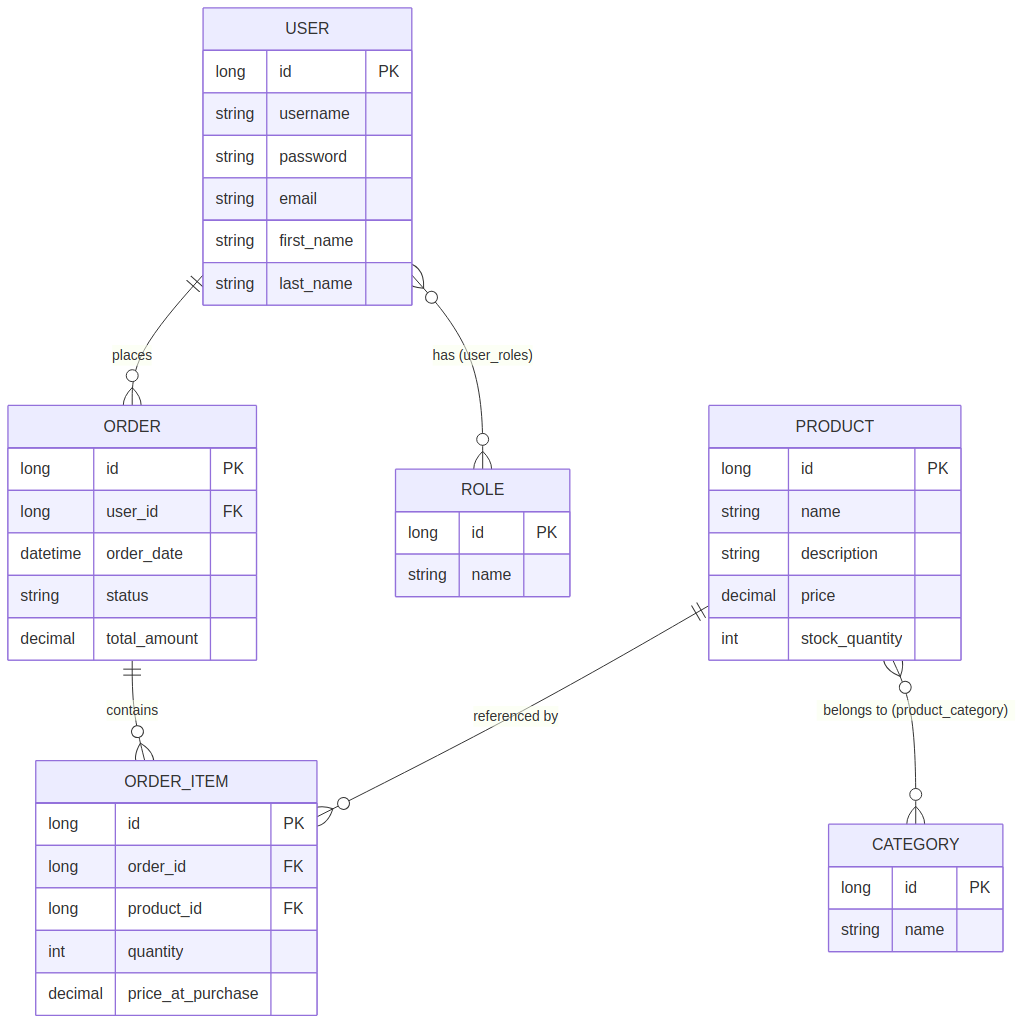 USER
long id PK
string username
string password
string email
string first_name
string last_name
places
has (user_roles)
ORDER
long id PK
long user_id FK
datetime order_date
string status
decimal total_amount
ROLE
long id PK
string name
PRODUCT
long id PK
string name
string description
decimal price
int stock_quantity
contains
referenced by
belongs to (product_category)
ORDER_ITEM
long id PK
long order_id FK
long product_id FK
int quantity
decimal price_at_purchase
CATEGORY
long id PK
string name